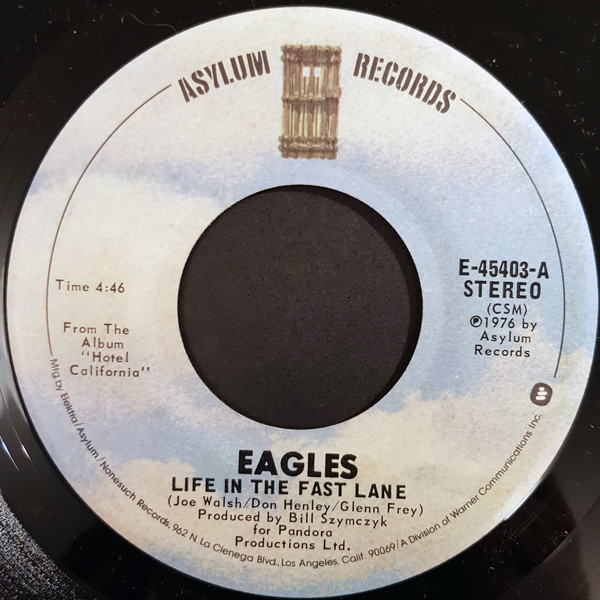 ASYLUM RECORDS
E-45403-A
STEREO
(CSM)
℗1976 by
Asylum
Records
Time 4:46
From The
Album
"Hotel
California"
EAGLES
LIFE IN THE FAST LANE
(Joe Walsh/Don Henley/Glenn Frey)
Produced by Bill Szymczyk
for Pandora
Productions Ltd.
Mfg by Elektra/Asylum/Nonesuch Records, 962 N. La Cienega Blvd., Los Angeles, Calif. 90069/A Division of Warner Communications Inc.